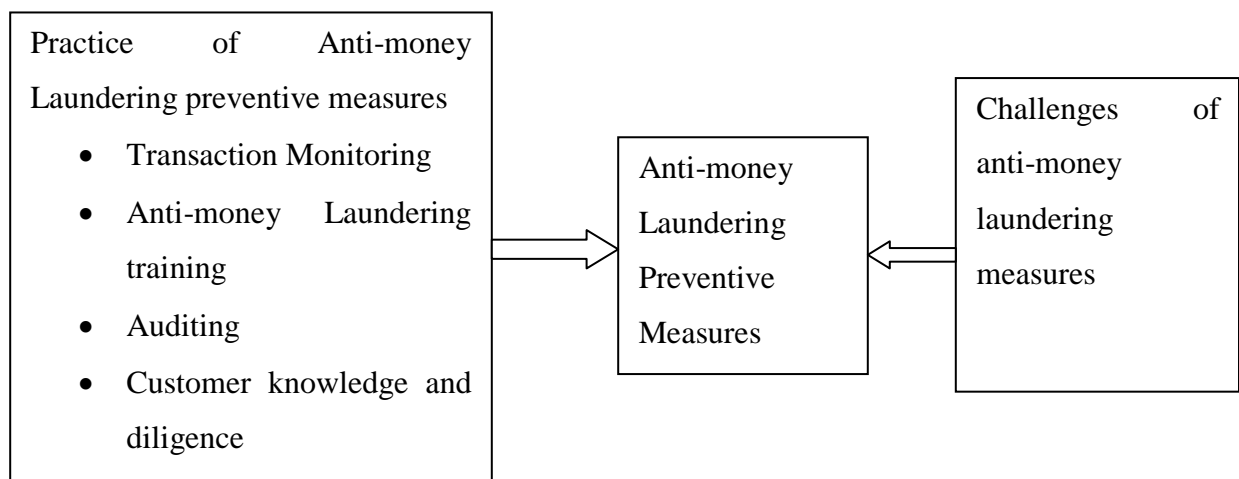 Practice of Anti-money
Laundering preventive measures
• Transaction Monitoring
• Anti-money Laundering
training
• Auditing
• Customer knowledge and
diligence
Anti-money
Laundering
Preventive
Measures
Challenges of
anti-money
laundering
measures